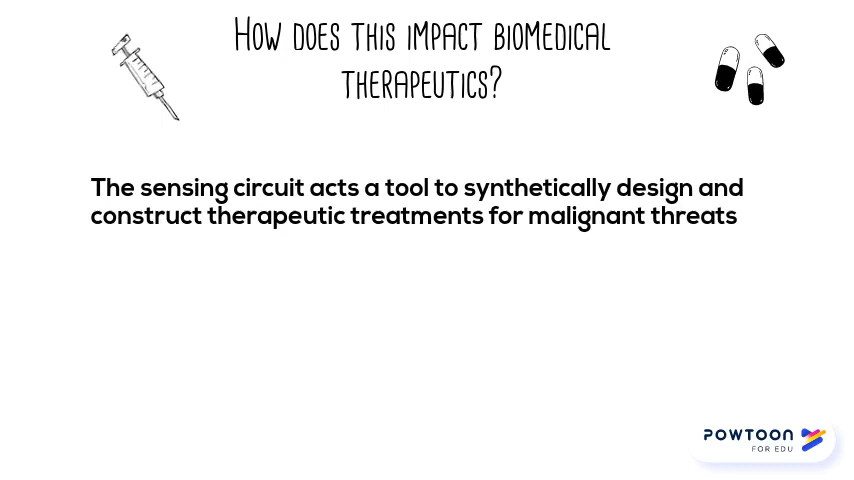 How does this impact biomedical
therapeutics?
The sensing circuit acts a tool to synthetically design and
construct therapeutic treatments for malignant threats
POWTOON
FOR EDU